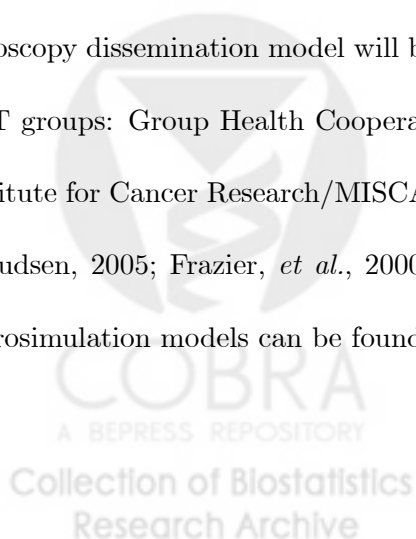 oscopy dissemination model will b
T groups: Group Health Coopera
itute for Cancer Research/MISCA
udsen, 2005; Frazier, et al., 2000
rosimulation models can be found
COBRA
A BEPRESS REPOSITORY
Collection of Biostatistics
Research Archive